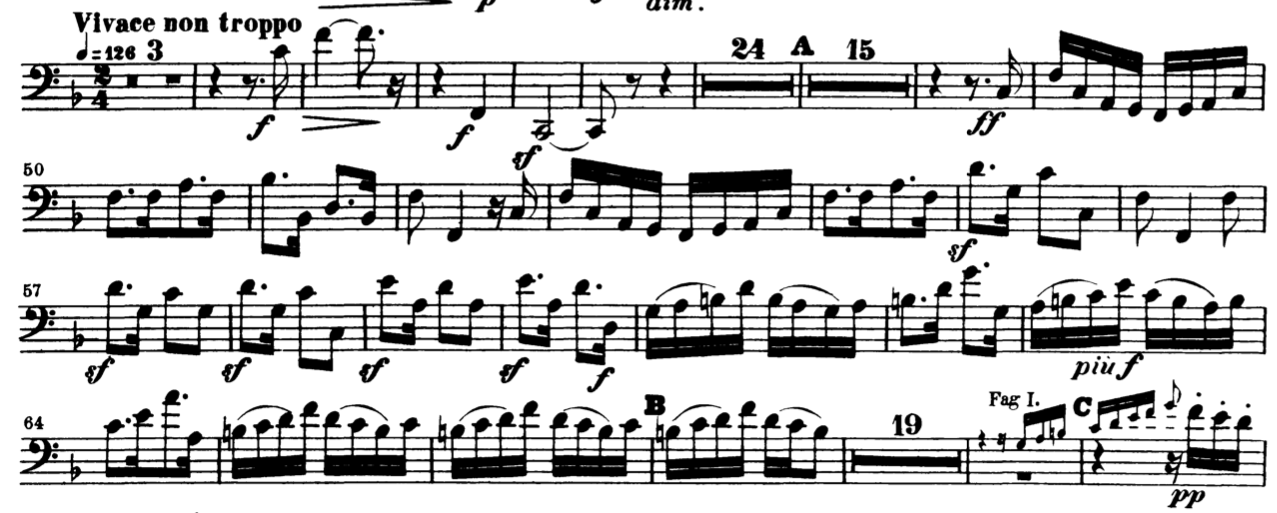 p dim.
Vivace non troppo
♩=126 3 24 A 15
2
4
f f sf ff
50
sf
57
sf sf sf sf f più f
64 B 19 Fag I. C
pp